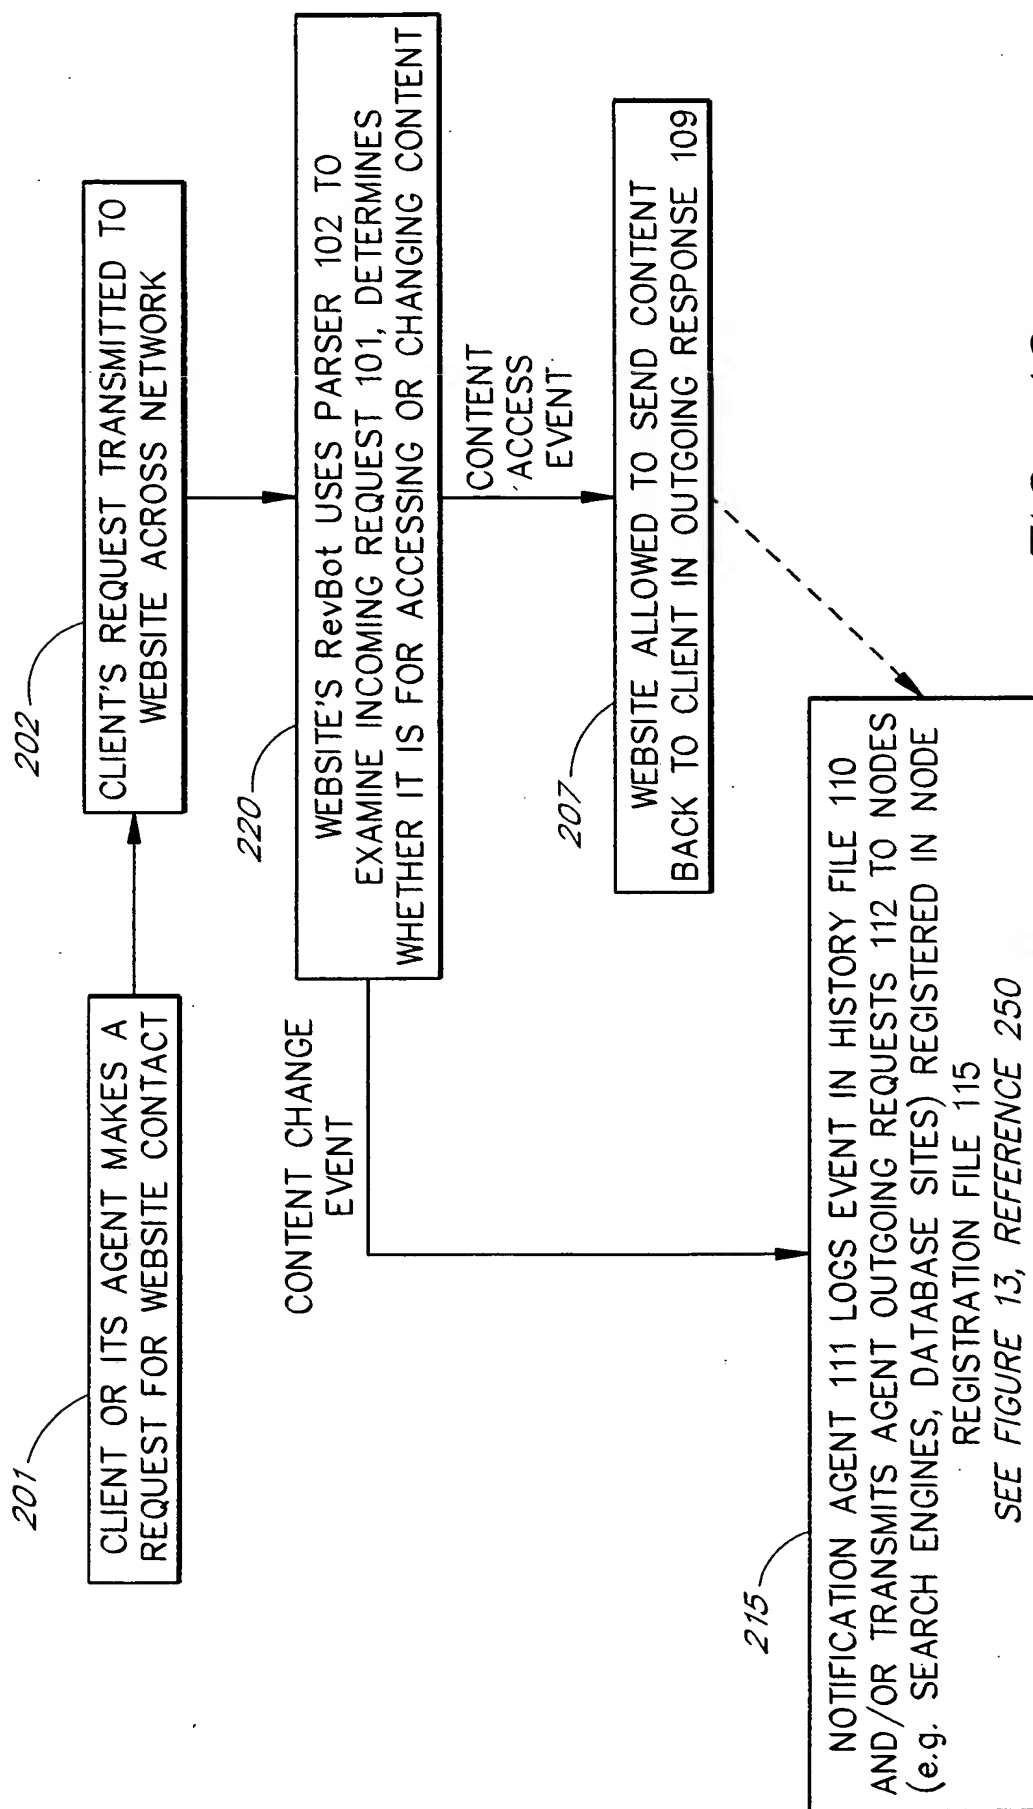 201
CLIENT OR ITS AGENT MAKES A
REQUEST FOR WEBSITE CONTACT
202
CLIENT'S REQUEST TRANSMITTED TO
WEBSITE ACROSS NETWORK
220
WEBSITE'S RevBot USES PARSER 102 TO
EXAMINE INCOMING REQUEST 101, DETERMINES
WHETHER IT IS FOR ACCESSING OR CHANGING CONTENT
CONTENT CHANGE
EVENT
CONTENT
ACCESS
EVENT
207
WEBSITE ALLOWED TO SEND CONTENT
BACK TO CLIENT IN OUTGOING RESPONSE 109
215
NOTIFICATION AGENT 111 LOGS EVENT IN HISTORY FILE 110
AND/OR TRANSMITS AGENT OUTGOING REQUESTS 112 TO NODES
(e.g. SEARCH ENGINES, DATABASE SITES) REGISTERED IN NODE
REGISTRATION FILE 115
SEE FIGURE 13, REFERENCE 250